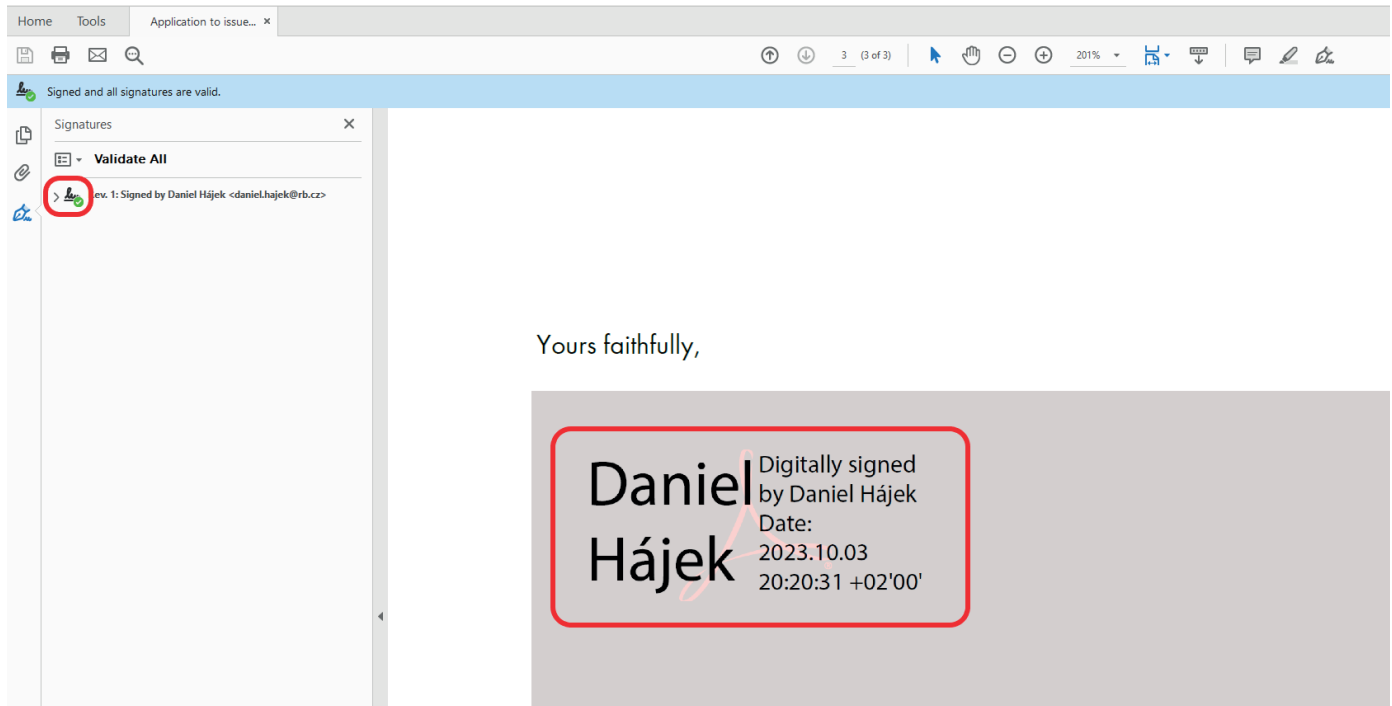 Home Tools Application to issue... ×
3 (3 of 3) 201%
Signed and all signatures are valid.
Signatures
Validate All
ev. 1: Signed by Daniel Hájek <daniel.hajek@rb.cz>
Yours faithfully,
Daniel
Hájek
Digitally signed
by Daniel Hájek
Date:
2023.10.03
20:20:31 +02'00'